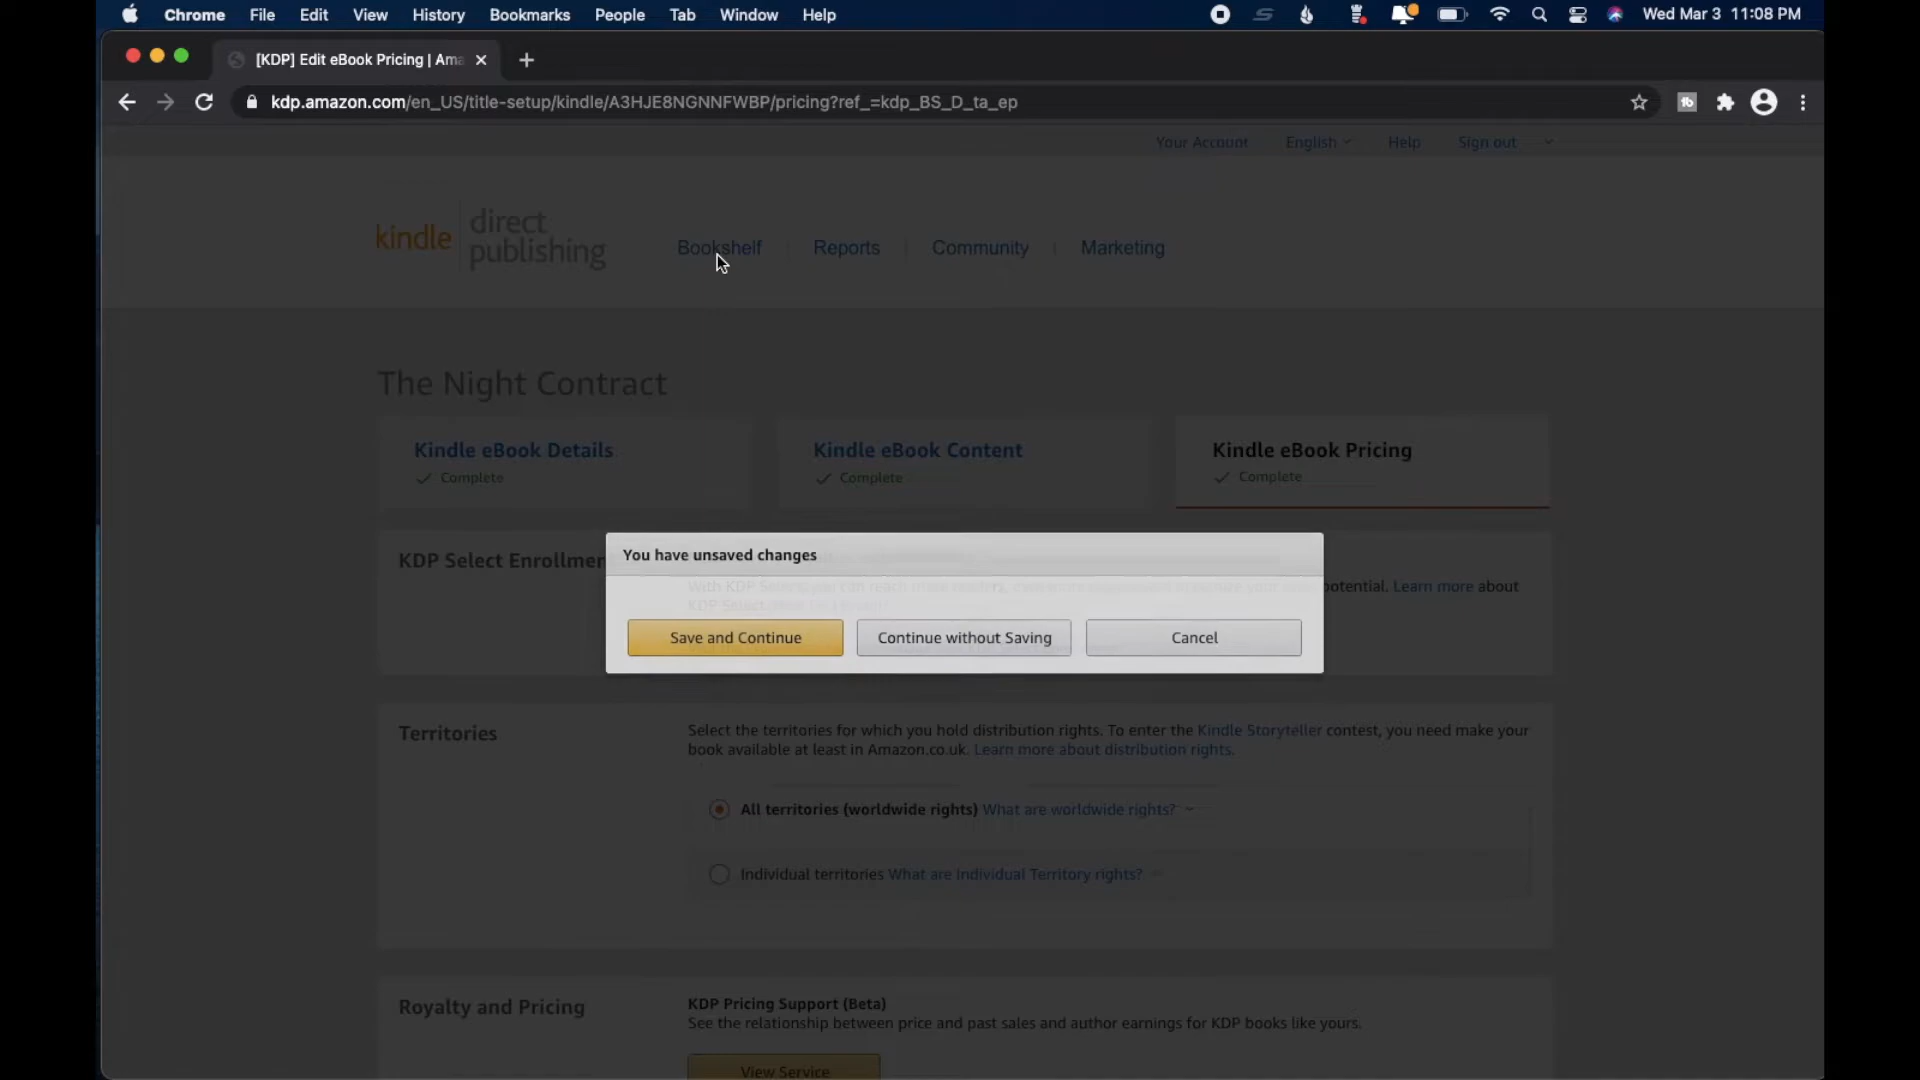 Chrome File Edit View History Bookmarks People Tab Window Help Wed Mar 3 11:08 PM
[KDP] Edit eBook Pricing | Ama
kdp.amazon.com/en_US/title-setup/kindle/A3HJE8NGNNFWBP/pricing?ref_=kdp_BS_D_ta_ep
Your Account English Help Sign out
kindle direct publishing
Bookshelf Reports Community Marketing
The Night Contract
Kindle eBook Details Kindle eBook Content Kindle eBook Pricing
Complete Complete Complete
You have unsaved changes
KDP Select Enrollmen
potential. Learn more about
Save and Continue Continue without Saving Cancel
Territories
Select the territories for which you hold distribution rights. To enter the Kindle Storyteller contest, you need make your
book available at least in Amazon.co.uk. Learn more about distribution rights.
All territories (worldwide rights) What are worldwide rights?
Individual territories What are Individual Territory rights?
Royalty and Pricing
KDP Pricing Support (Beta)
See the relationship between price and past sales and author earnings for KDP books like yours.
View Service